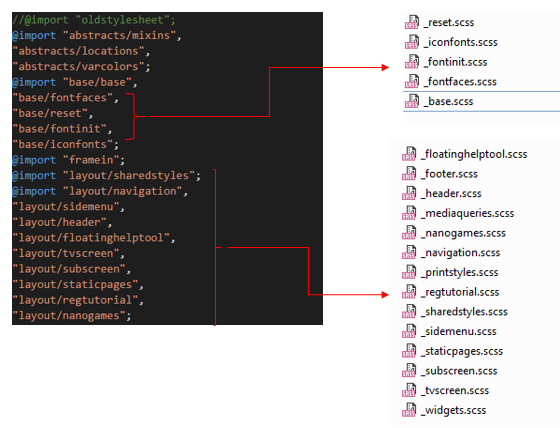 //@import "oldstylesheet";
@import "abstracts/mixins",
"abstracts/locations",
"abstracts/varcolors";
@import "base/base",
"base/fontfaces",
"base/reset",
"base/fontinit",
"base/iconfonts";
@import "framein";
@import "layout/sharedstyles";
@import "layout/navigation",
"layout/sidemenu",
"layout/header",
"layout/floatinghelptool",
"layout/tvscreen",
"layout/subscreen",
"layout/staticpages",
"layout/regtutorial",
"layout/nanogames";
_reset.scss
_iconfonts.scss
_fontinit.scss
_fontfaces.scss
_base.scss
_floatinghelptool.scss
_footer.scss
_header.scss
_mediaqueries.scss
_nanogames.scss
_navigation.scss
_printstyles.scss
_regtutorial.scss
_sharedstyles.scss
_sidemenu.scss
_staticpages.scss
_subscreen.scss
_tvscreen.scss
_widgets.scss